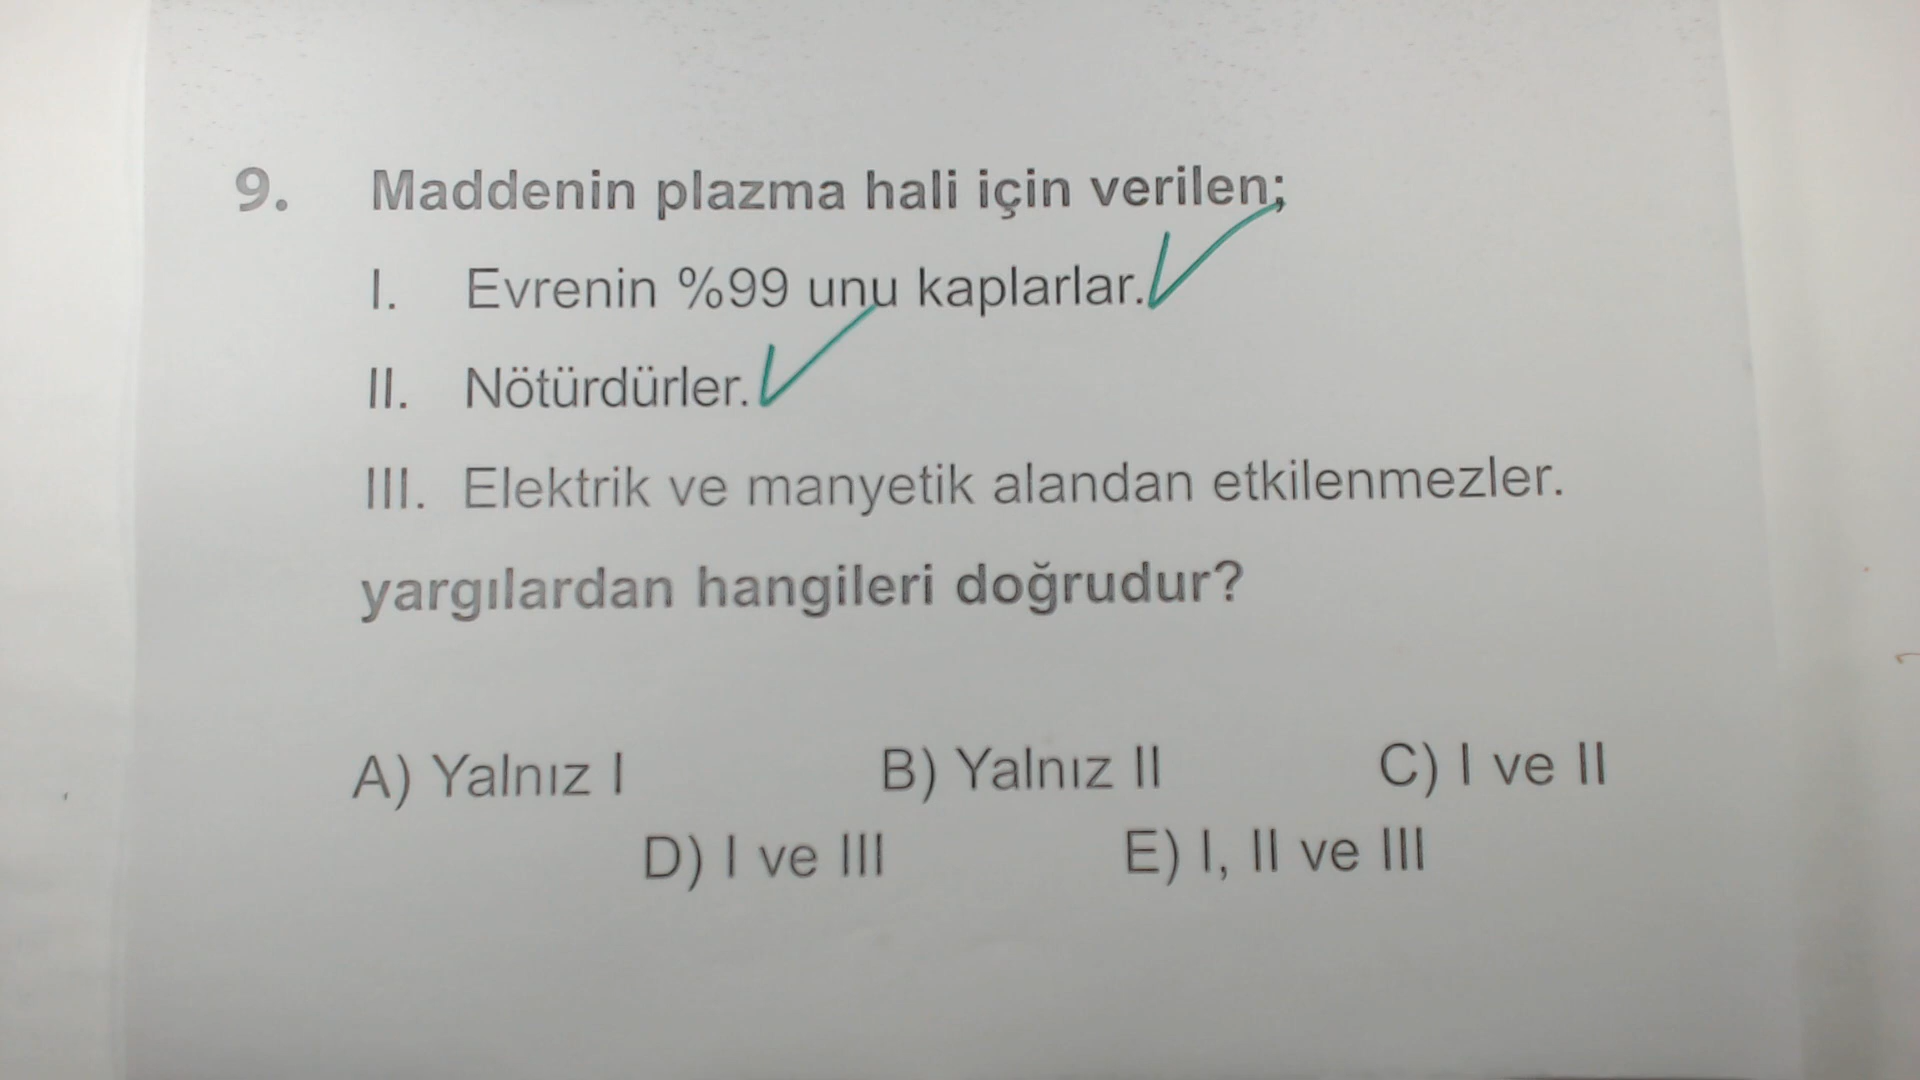 9. Maddenin plazma hali için verilen;
I. Evrenin %99 unu kaplarlar.
II. Nötürdürler.
III. Elektrik ve manyetik alandan etkilenmezler.
yargılardan hangileri doğrudur?
A) Yalnız I B) Yalnız II C) I ve II
D) I ve III E) I, II ve III